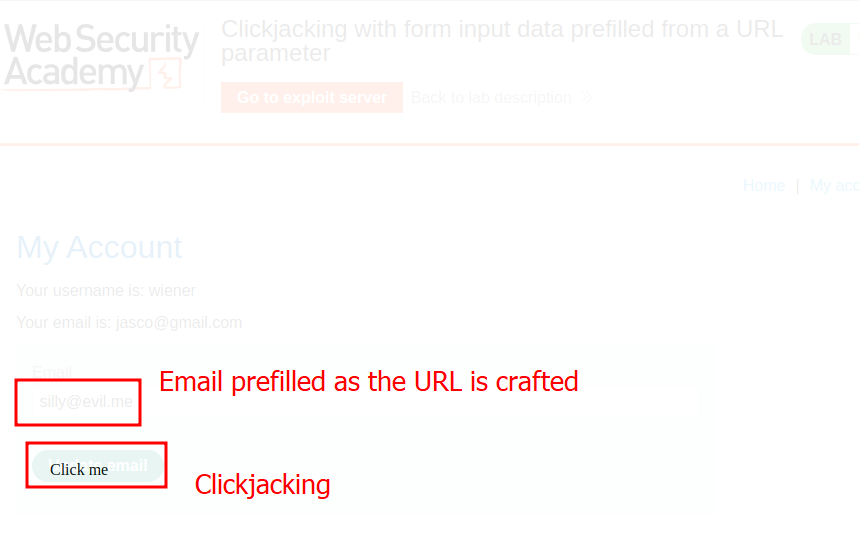 Web Security
Academy
Clickjacking with form input data prefilled from a URL
parameter
LAB
Go to exploit server
Back to lab description »
Home | My acc
My Account
Your username is: wiener
Your email is: jasco@gmail.com
Email
Email prefilled as the URL is crafted
silly@evil.me
Click me email
Clickjacking